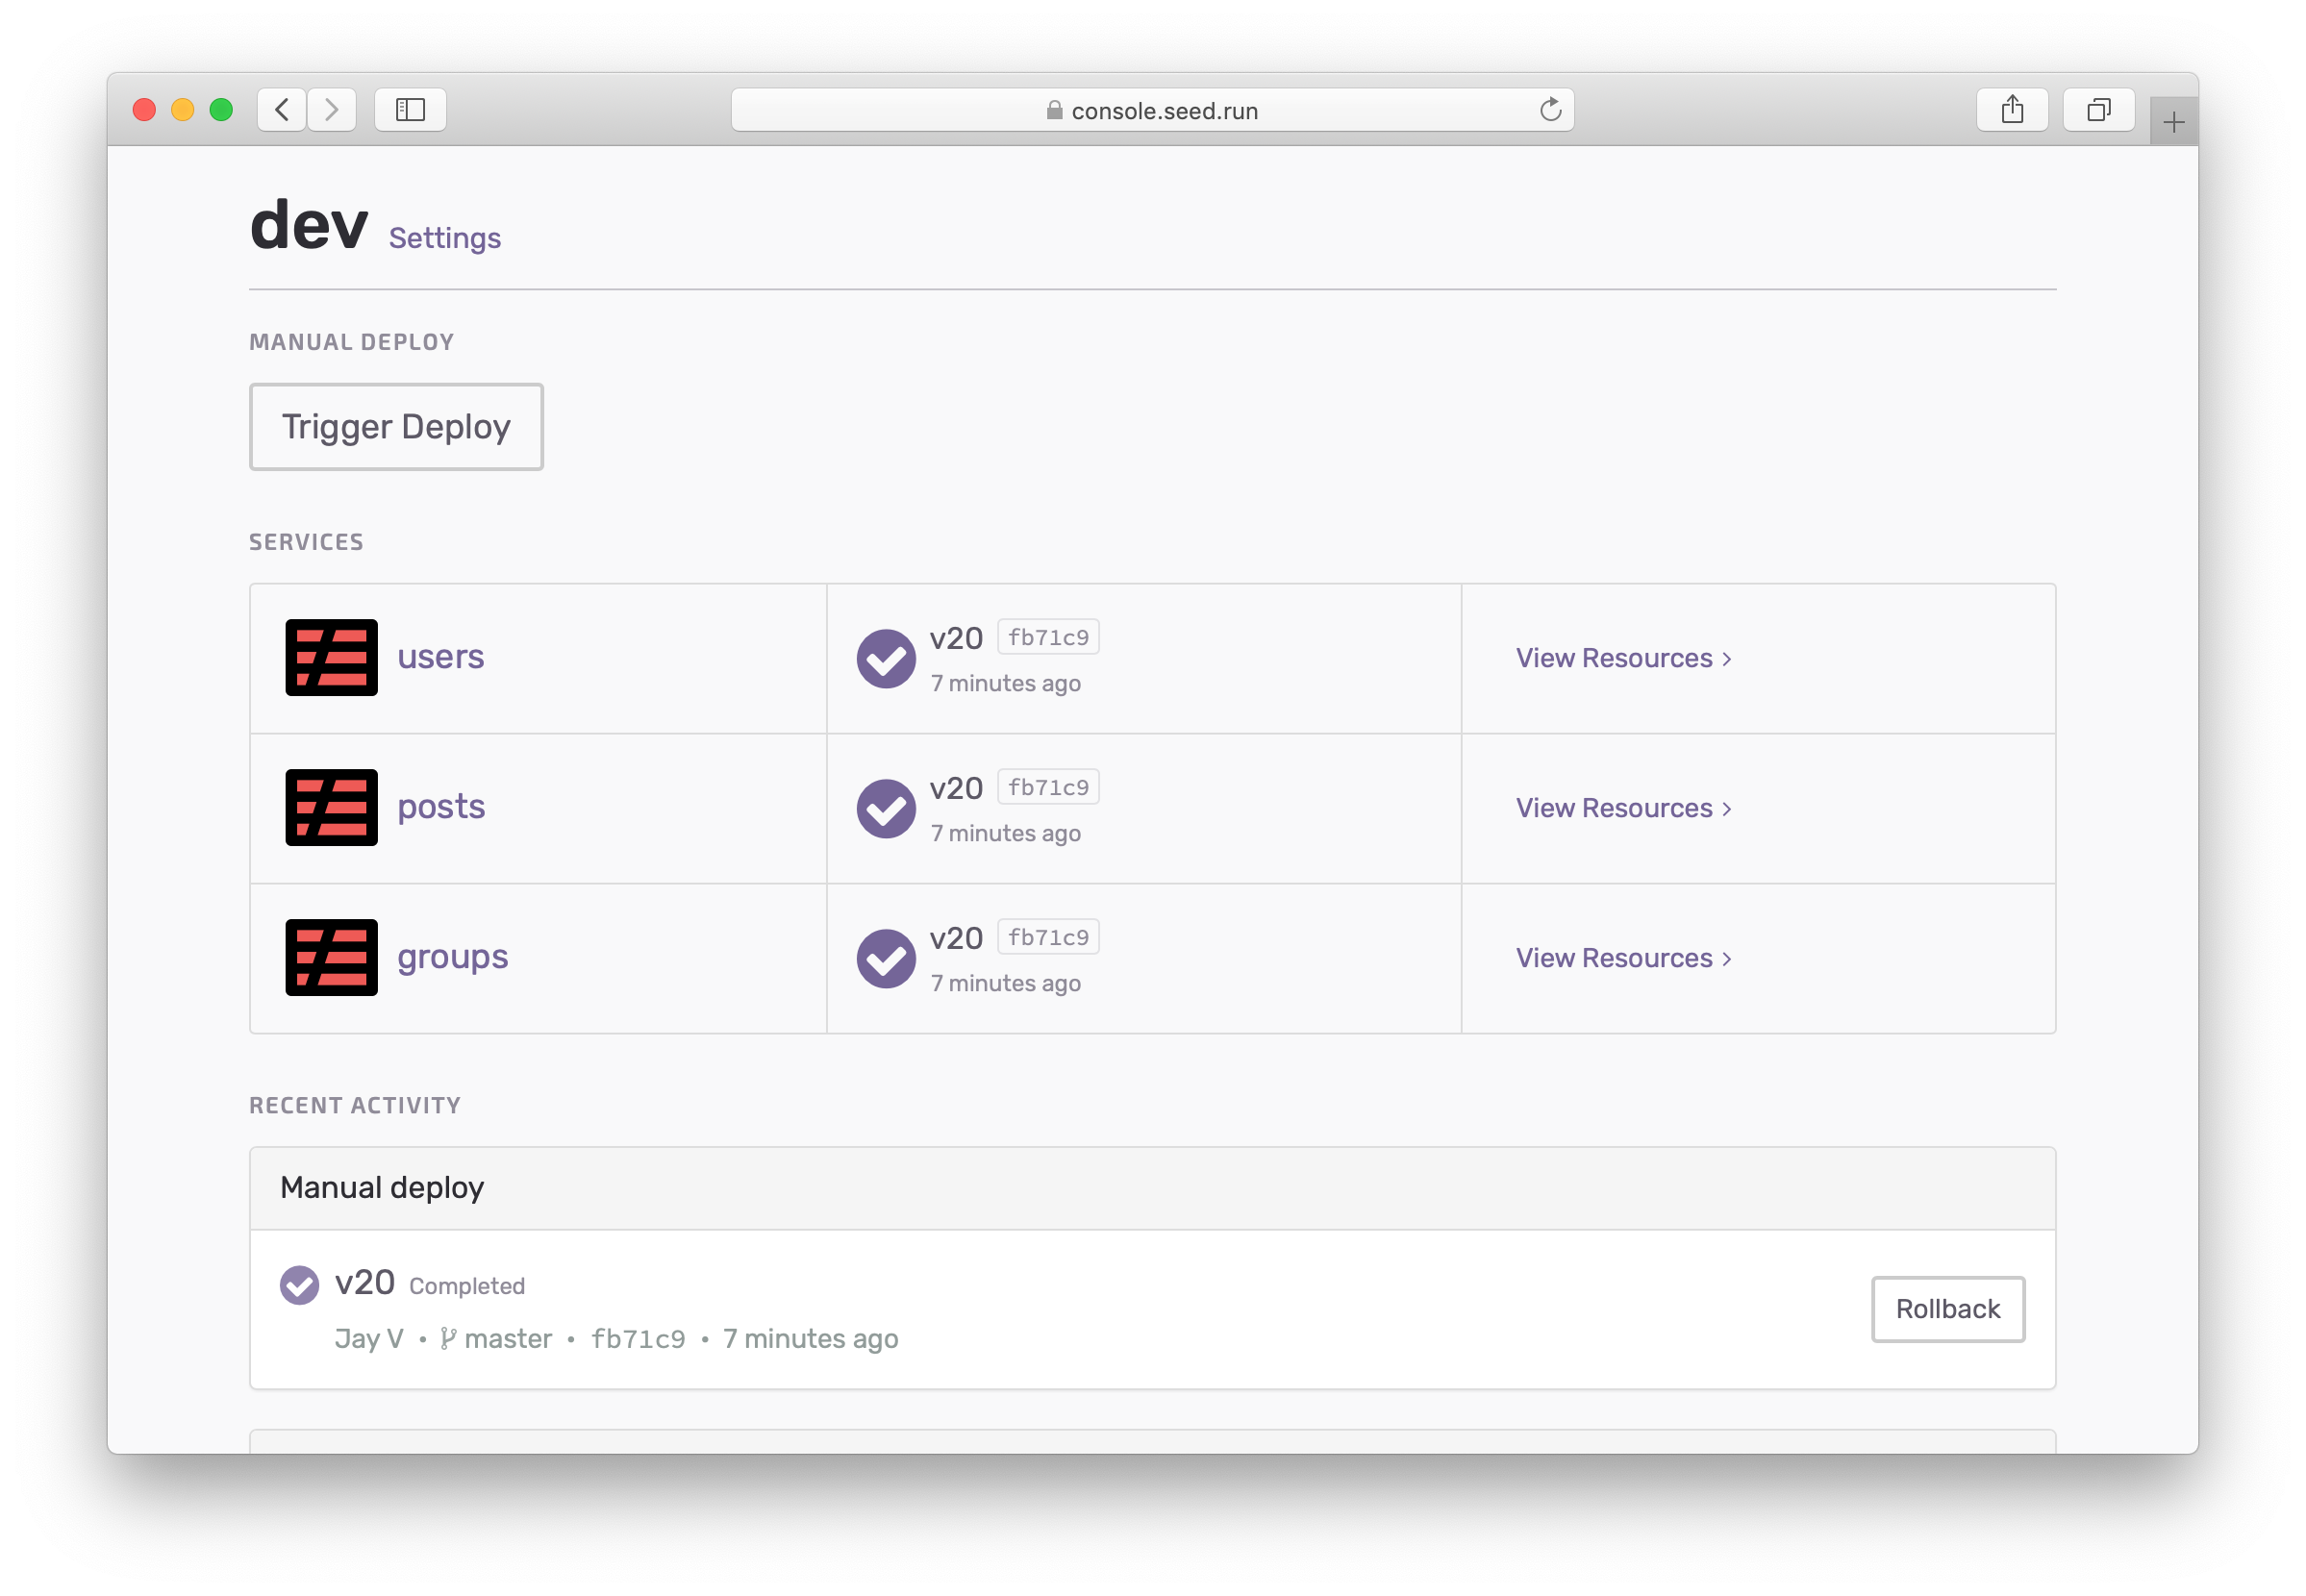 console.seed.run
dev Settings
MANUAL DEPLOY
Trigger Deploy
SERVICES
users
v20 fb71c9
7 minutes ago
View Resources
posts
v20 fb71c9
7 minutes ago
View Resources
groups
v20 fb71c9
7 minutes ago
View Resources
RECENT ACTIVITY
Manual deploy
v20 Completed
Jay V • master • fb71c9 • 7 minutes ago
Rollback